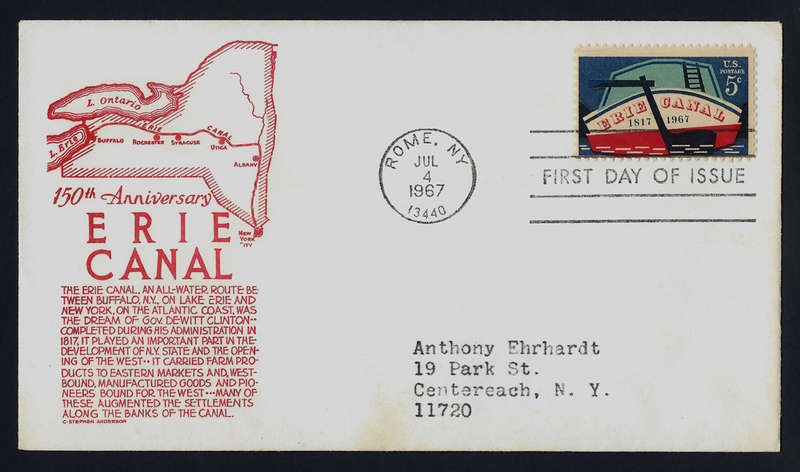 L. Ontario
L. Erie
ERIE CANAL
BUFFALO
ROCHESTER
SYRACUSE
UTICA
ALBANY
NEW
YORK
CITY
150th Anniversary
ERIE
CANAL
THE ERIE CANAL, AN ALL-WATER ROUTE BE-
TWEEN BUFFALO, N.Y., ON LAKE ERIE AND
NEW YORK, ON THE ATLANTIC COAST, WAS
THE DREAM OF GOV. DEWITT CLINTON··
COMPLETED DURING HIS ADMINISTRATION IN
1817, IT PLAYED AN IMPORTANT PART IN THE
DEVELOPMENT OF N.Y. STATE AND THE OPEN-
ING OF THE WEST··IT CARRIED FARM PRO-
DUCTS TO EASTERN MARKETS AND, WEST-
BOUND, MANUFACTURED GOODS AND PIO-
NEERS BOUND FOR THE WEST···MANY OF
THESE AUGMENTED THE SETTLEMENTS
ALONG THE BANKS OF THE CANAL.
C·STEPHEN ANDERSON
ROME, NY
JUL
4
1967
13440
U.S.
POSTAGE
5c
ERIE CANAL
1817 1967
FIRST DAY OF ISSUE
Anthony Ehrhardt
19 Park St.
Centereach, N. Y.
11720